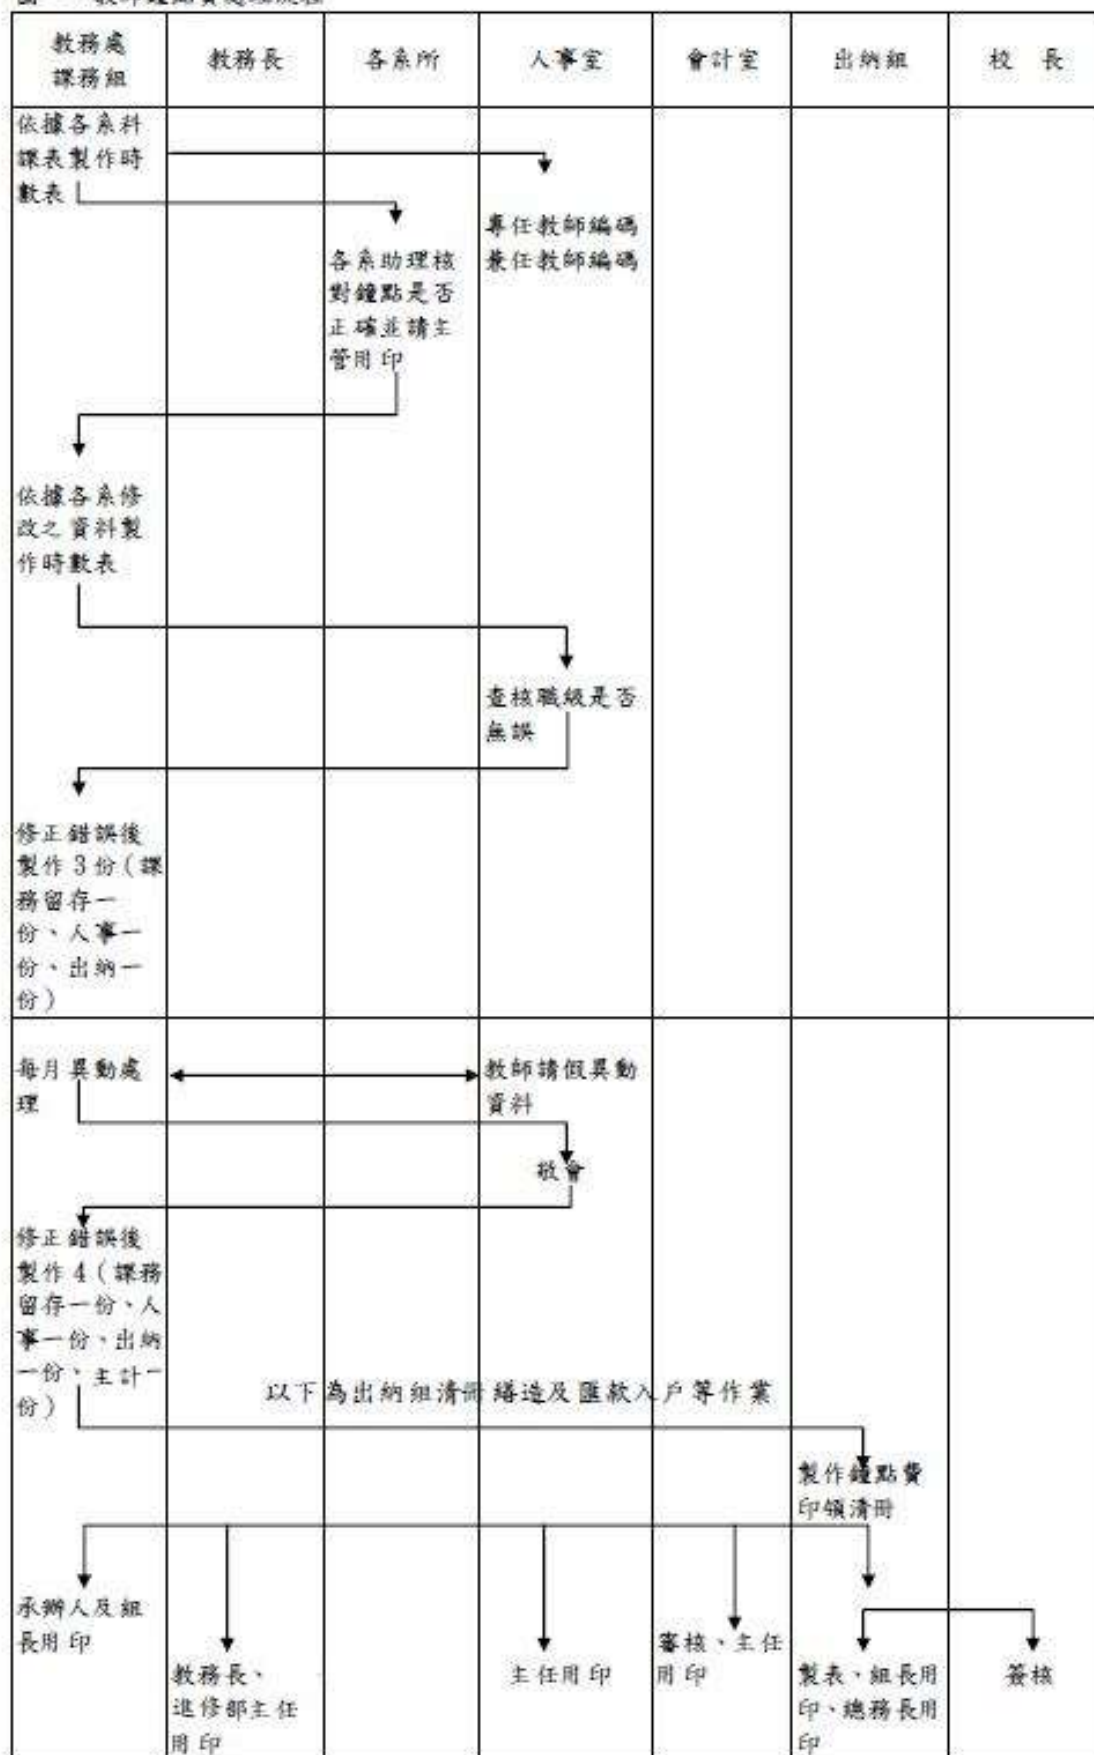 教務處
課務組
教務長
各系所
人事室
會計室
出納組
校 長
依據各系科
課表製作時
數表
專任教師編碼
兼任教師編碼
各系助理核
對鐘點是否
正確並請主
管用印
依據各系修
改之資料製
作時數表
查核職級是否
無誤
修正錯誤後
製作3份(課
務留存一
份、人事一
份、出納一
份)
每月異動處
理
教師請假異動
資料
敬會
修正錯誤後
製作4(課務
留存一份、人
事一份、出納
一份、主計一
份)
以下為出納組清冊繕造及匯款入戶等作業
製作鐘點費
印領清冊
承辦人及組
長用印
教務長、
進修部主任
用印
主任用印
審核、主任
用印
製表、組長用
印、總務長用
印
簽核